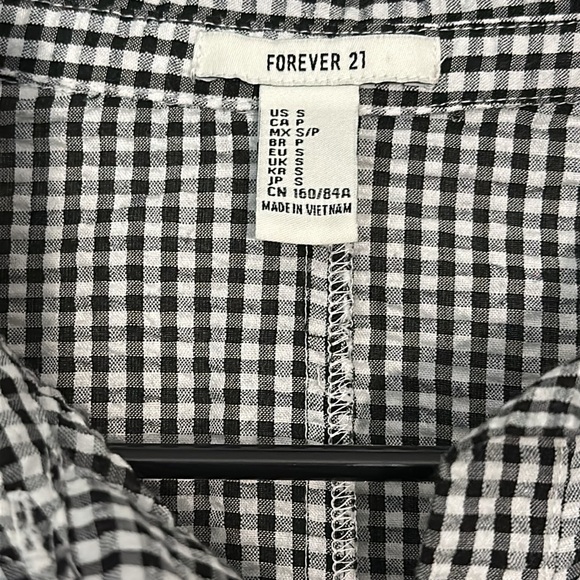 FOREVER 21
US S
CA P
MX S/P
BR P
EU S
UK S
KR S
JP S
CN 160/84A
MADE IN VIETNAM